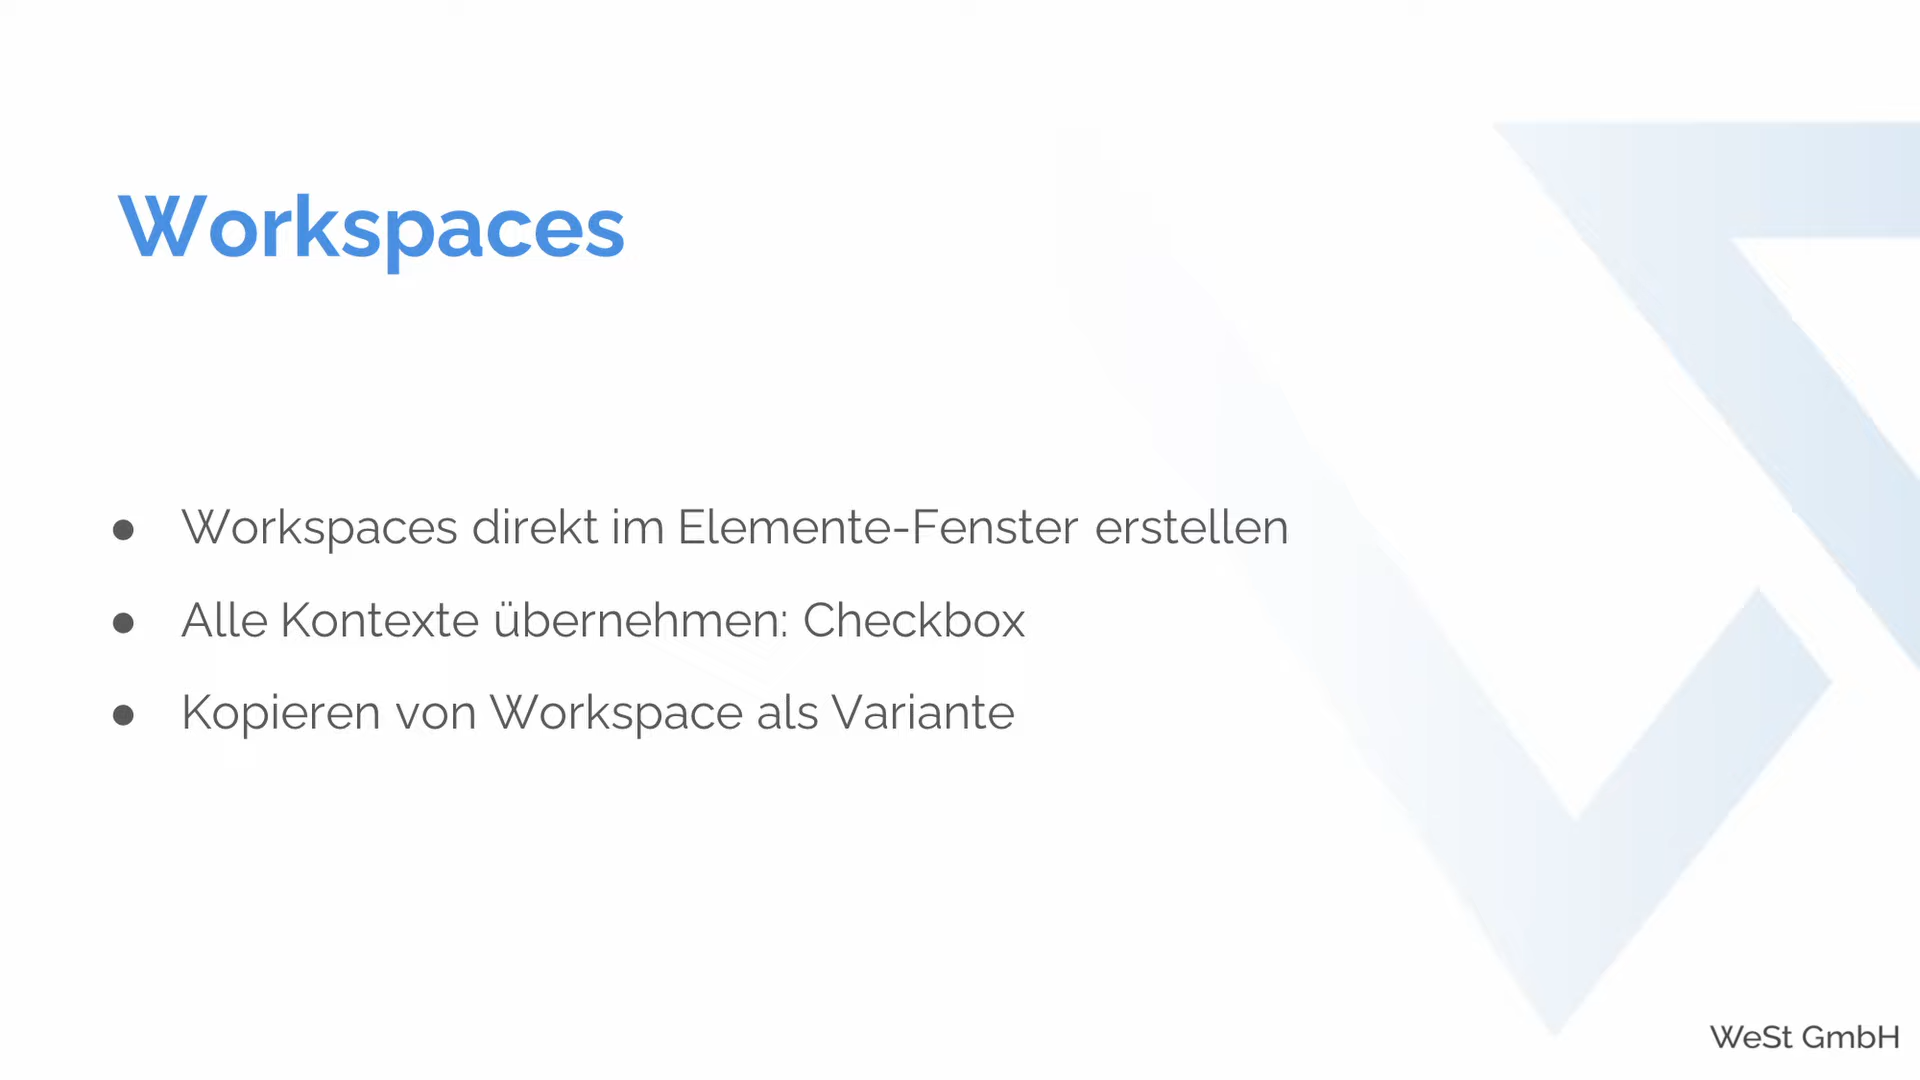 Workspaces
● Workspaces direkt im Elemente-Fenster erstellen
● Alle Kontexte übernehmen: Checkbox
● Kopieren von Workspace als Variante
WeSt GmbH